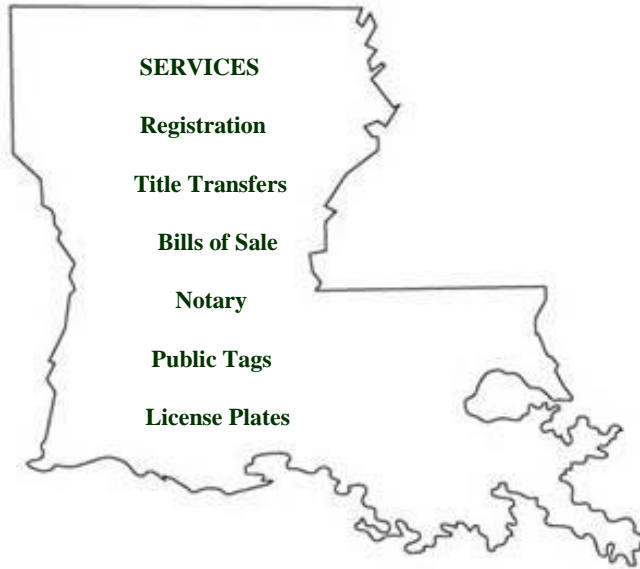 SERVICES
Registration
Title Transfers
Bills of Sale
Notary
Public Tags
License Plates